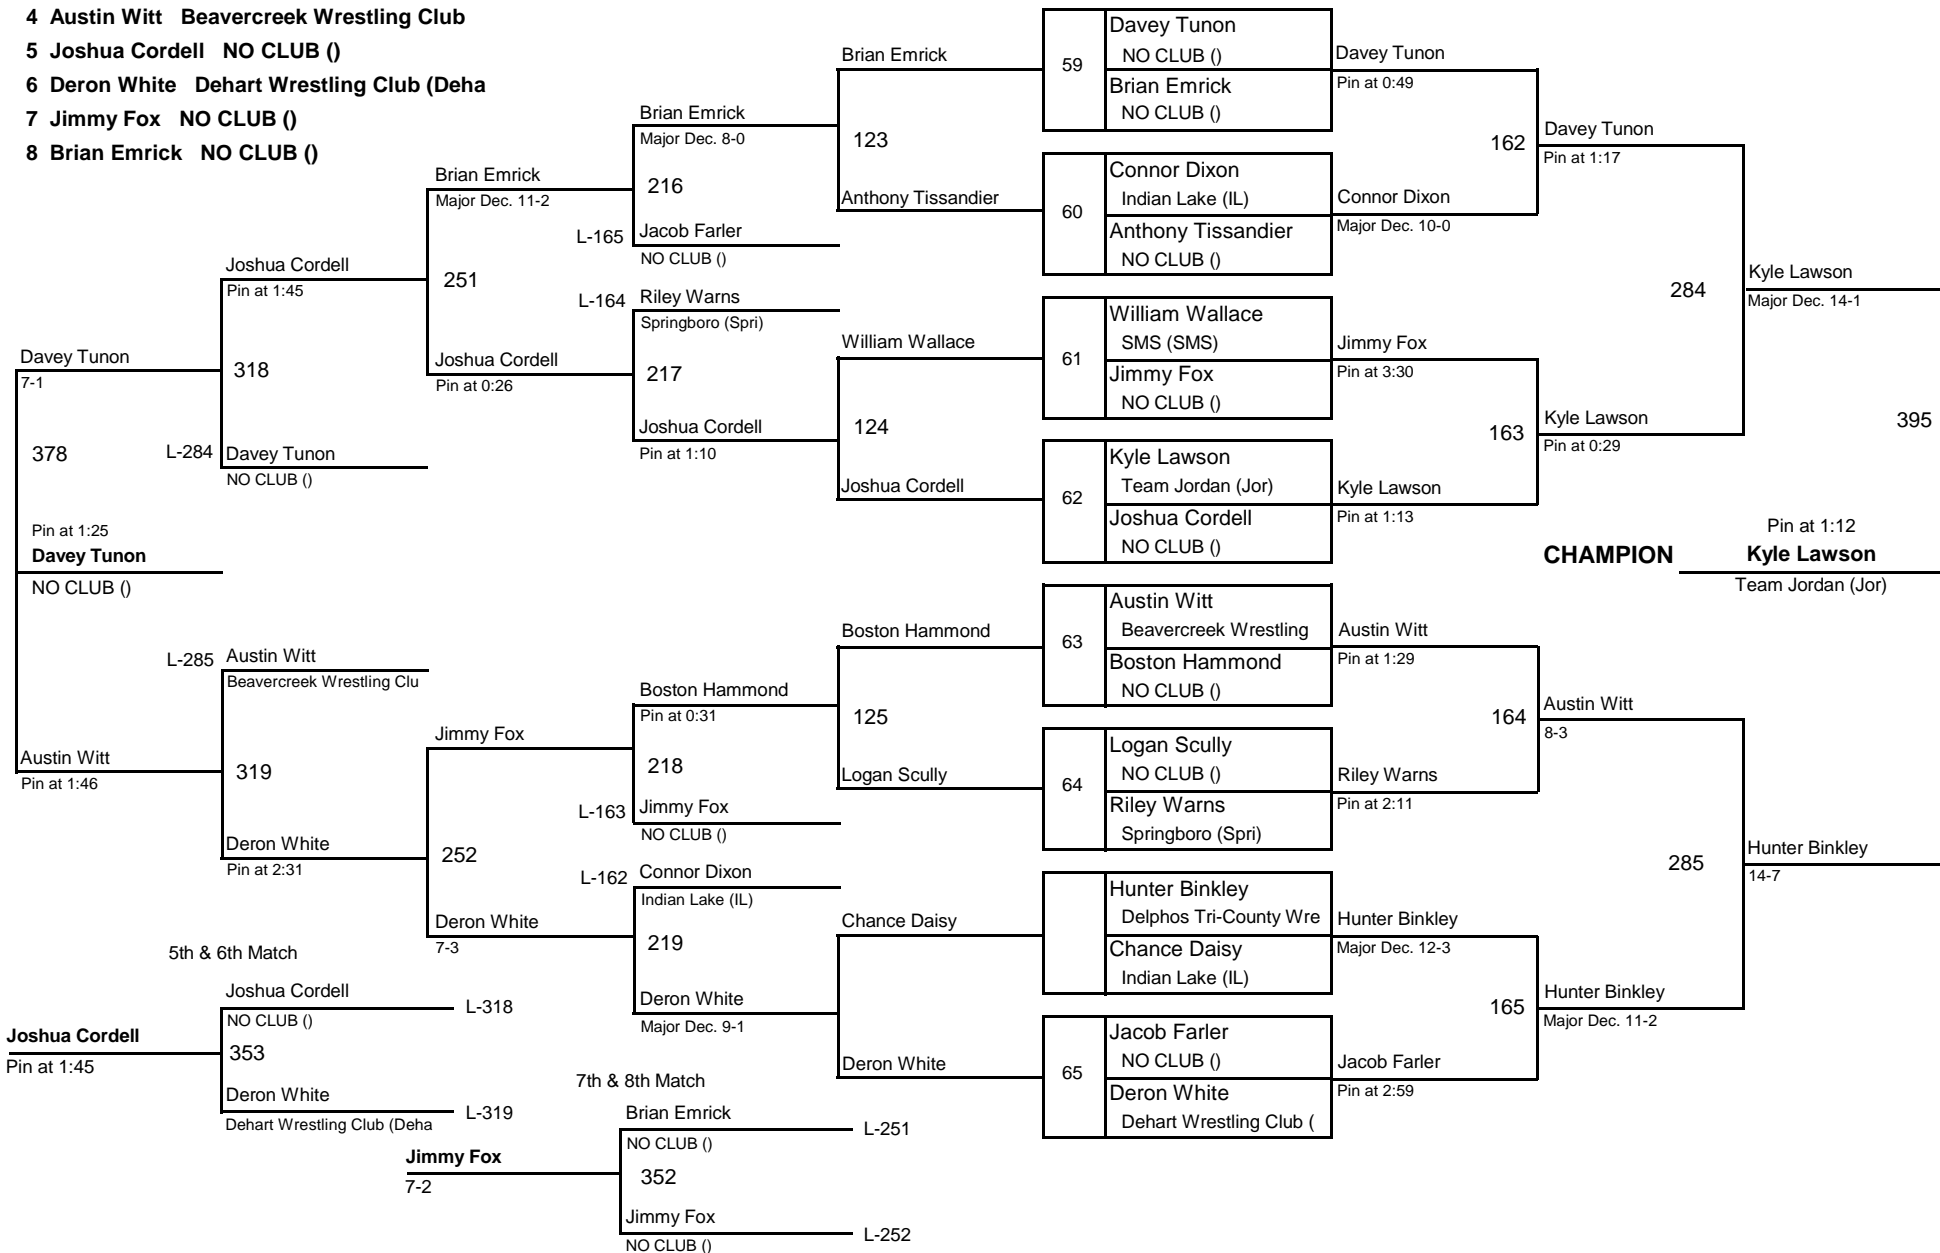 4 Austin Witt Beavercreek Wrestling Club
5 Joshua Cordell NO CLUB ()
6 Deron White Dehart Wrestling Club (Deha
7 Jimmy Fox NO CLUB ()
8 Brian Emrick NO CLUB ()
Davey Tunon
7-1
378
Pin at 1:25
Davey Tunon
NO CLUB ()
Austin Witt
Pin at 1:46
Joshua Cordell
Pin at 1:45
318
L-284
Davey Tunon
NO CLUB ()
L-285
Austin Witt
Beavercreek Wrestling Clu
319
Deron White
Pin at 2:31
5th & 6th Match
Joshua Cordell
NO CLUB ()
L-318
Joshua Cordell
Pin at 1:45
353
Deron White
Dehart Wrestling Club (Deha
L-319
Brian Emrick
Major Dec. 11-2
251
Joshua Cordell
Pin at 0:26
Jimmy Fox
252
Deron White
7-3
7th & 8th Match
Brian Emrick
NO CLUB ()
L-251
Jimmy Fox
7-2
352
Jimmy Fox
NO CLUB ()
L-252
Brian Emrick
Major Dec. 8-0
216
L-165
Jacob Farler
NO CLUB ()
L-164
Riley Warns
Springboro (Spri)
217
Joshua Cordell
Pin at 1:10
Boston Hammond
Pin at 0:31
218
L-163
Jimmy Fox
NO CLUB ()
L-162
Connor Dixon
Indian Lake (IL)
219
Deron White
Major Dec. 9-1
Brian Emrick
123
Anthony Tissandier
William Wallace
124
Joshua Cordell
Boston Hammond
125
Logan Scully
Chance Daisy
Deron White
59
Davey Tunon
NO CLUB ()
Brian Emrick
NO CLUB ()
60
Connor Dixon
Indian Lake (IL)
Anthony Tissandier
NO CLUB ()
61
William Wallace
SMS (SMS)
Jimmy Fox
NO CLUB ()
62
Kyle Lawson
Team Jordan (Jor)
Joshua Cordell
NO CLUB ()
63
Austin Witt
Beavercreek Wrestling
Boston Hammond
NO CLUB ()
64
Logan Scully
NO CLUB ()
Riley Warns
Springboro (Spri)
Hunter Binkley
Delphos Tri-County Wre
Chance Daisy
Indian Lake (IL)
65
Jacob Farler
NO CLUB ()
Deron White
Dehart Wrestling Club (
Davey Tunon
Pin at 0:49
162
Connor Dixon
Major Dec. 10-0
Jimmy Fox
Pin at 3:30
163
Kyle Lawson
Pin at 1:13
Austin Witt
Pin at 1:29
164
Riley Warns
Pin at 2:11
Hunter Binkley
Major Dec. 12-3
165
Jacob Farler
Pin at 2:59
Davey Tunon
Pin at 1:17
284
Kyle Lawson
Pin at 0:29
Austin Witt
8-3
285
Hunter Binkley
Major Dec. 11-2
Kyle Lawson
Major Dec. 14-1
395
Pin at 1:12
CHAMPION Kyle Lawson
Team Jordan (Jor)
Hunter Binkley
14-7